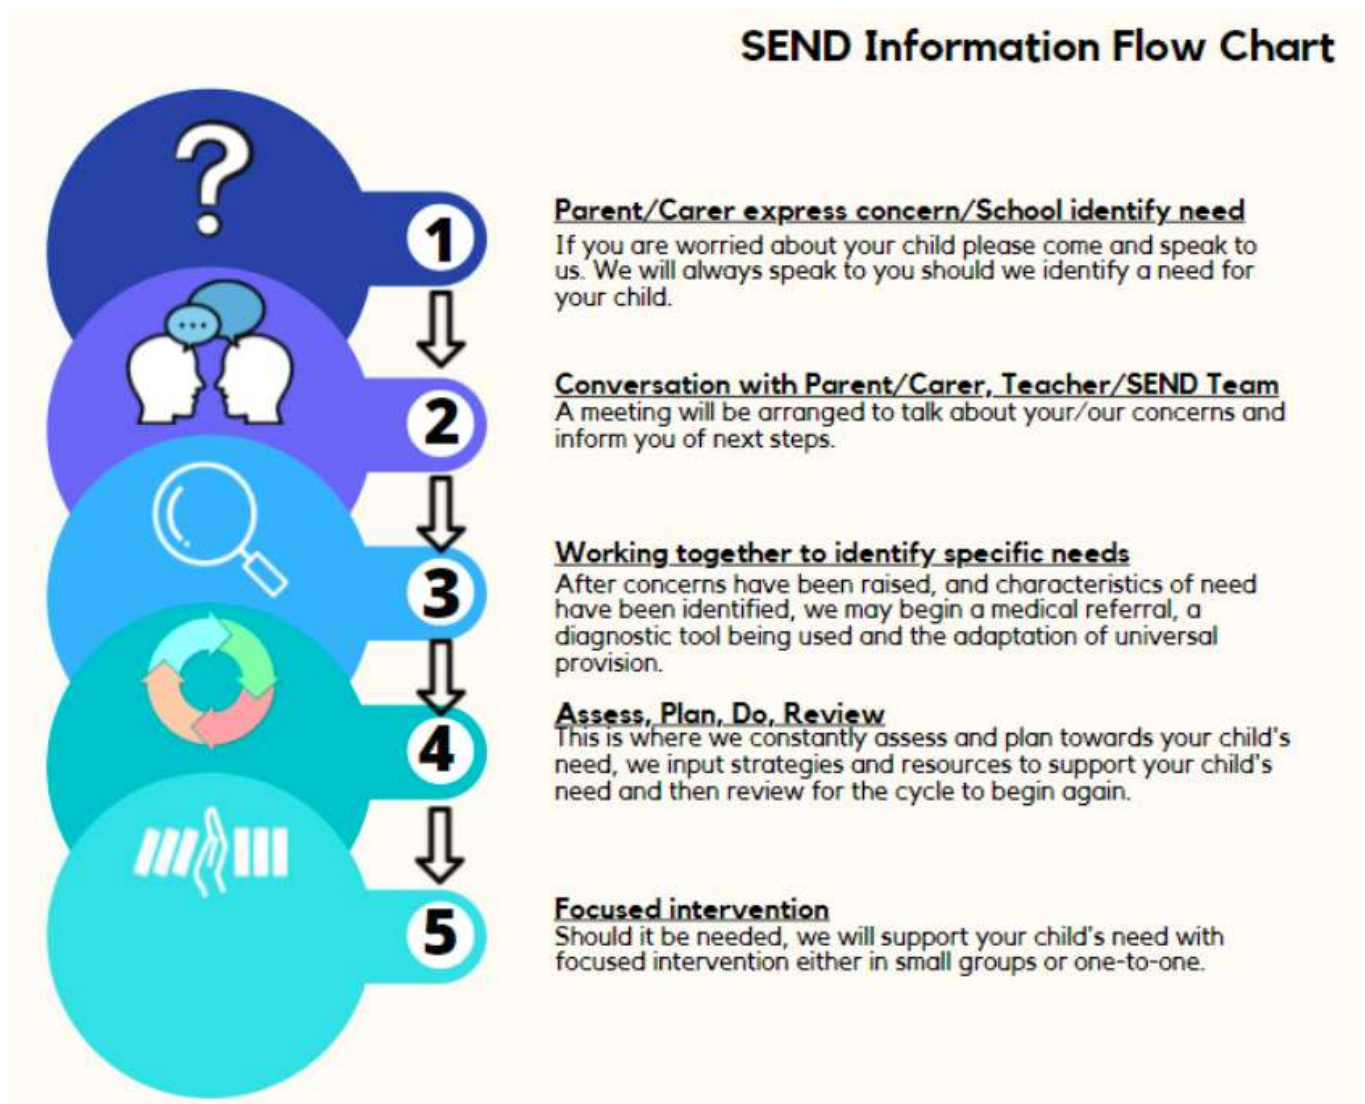 SEND Information Flow Chart
1
Parent/Carer express concern/School identify need
If you are worried about your child please come and speak to
us. We will always speak to you should we identify a need for
your child.
2
Conversation with Parent/Carer, Teacher/SEND Team
A meeting will be arranged to talk about your/our concerns and
inform you of next steps.
3
Working together to identify specific needs
After concerns have been raised, and characteristics of need
have been identified, we may begin a medical referral, a
diagnostic tool being used and the adaptation of universal
provision.
4
Assess, Plan, Do, Review
This is where we constantly assess and plan towards your child's
need, we input strategies and resources to support your child's
need and then review for the cycle to begin again.
5
Focused intervention
Should it be needed, we will support your child's need with
focused intervention either in small groups or one-to-one.